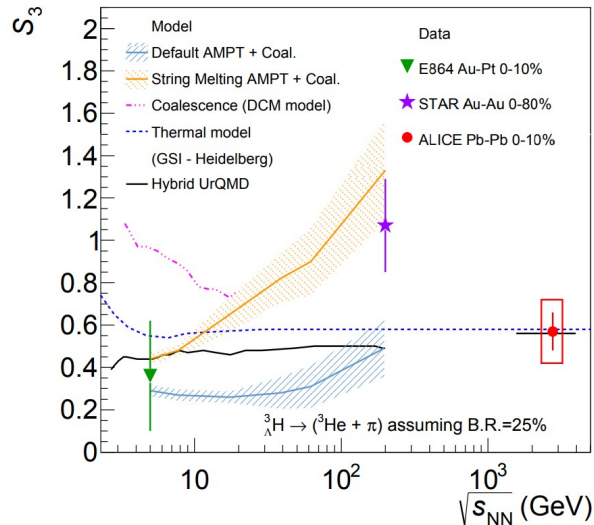 S3
2
1.8
1.6
1.4
1.2
1
0.8
0.6
0.4
0.2
0
Model
Default AMPT + Coal.
String Melting AMPT + Coal.
Coalescence (DCM model)
Thermal model
(GSI - Heidelberg)
Hybrid UrQMD
Data
E864 Au-Pt 0-10%
STAR Au-Au 0-80%
ALICE Pb-Pb 0-10%
³ΛH → (³He + π) assuming B.R.=25%
10
10²
10³
√sNN (GeV)